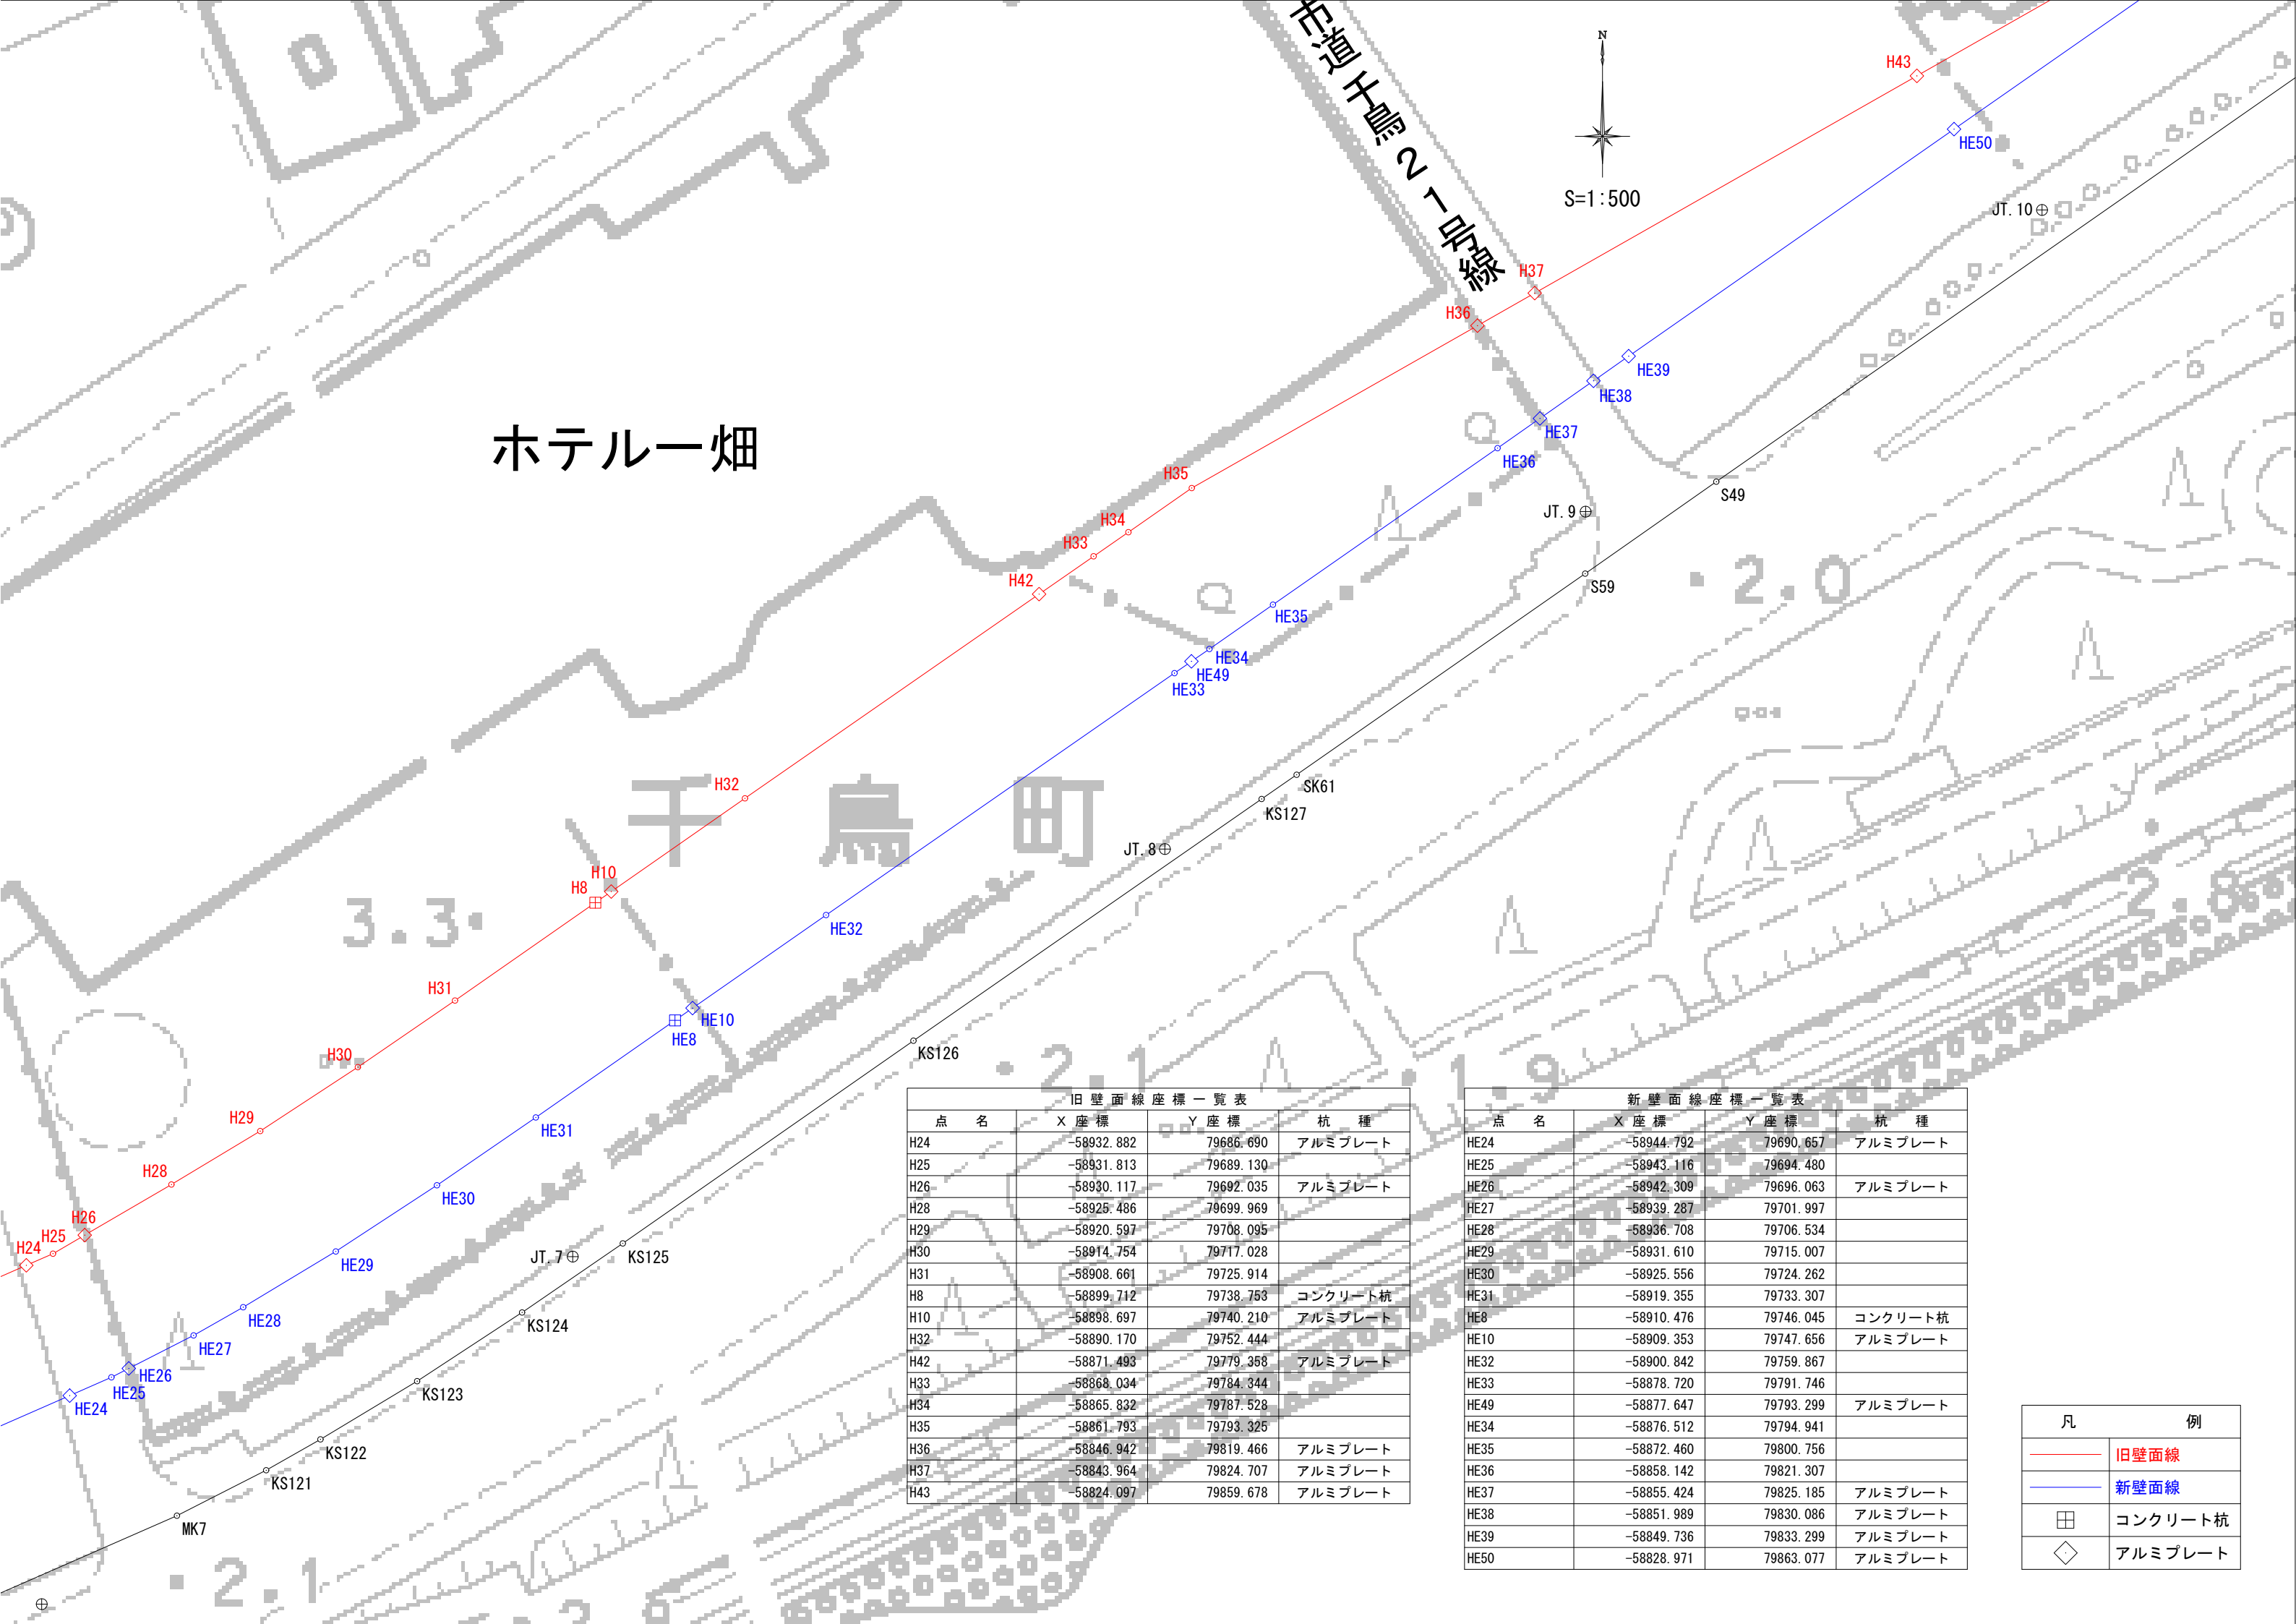 市道千鳥21号線
N
S=1:500
H43
HE50
JT.10
H37
H36
HE39
HE38
HE37
HE36
ホテル一畑
H35
S49
JT.9
H34
H33
S59
・2.0
H42
HE35
HE34
HE49
HE33
H32
SK61
KS127
千鳥町
JT.8
H10
H8
2.8
3.3・
HE32
H31
HE10
HE8
H30
KS126
・2.1
・1.9
H29
HE31
H28
HE30
H26
H25
H24
JT.7
KS125
HE29
HE28
KS124
HE27
HE26
HE25
HE24
KS123
KS122
KS121
MK7
・2.1
旧壁面線座標一覧表
点 名 X座標 Y座標 杭 種
H24 -58932.882 79686.690 アルミプレート
H25 -58931.813 79689.130
H26 -58930.117 79692.035 アルミプレート
H28 -58925.486 79699.969
H29 -58920.597 79708.095
H30 -58914.754 79717.028
H31 -58908.661 79725.914
H8 -58899.712 79738.753 コンクリート杭
H10 -58898.697 79740.210 アルミプレート
H32 -58890.170 79752.444
H42 -58871.493 79779.358 アルミプレート
H33 -58868.034 79784.344
H34 -58865.832 79787.528
H35 -58861.793 79793.325
H36 -58846.942 79819.466 アルミプレート
H37 -58843.964 79824.707 アルミプレート
H43 -58824.097 79859.678 アルミプレート
新壁面線座標一覧表
点 名 X座標 Y座標 杭 種
HE24 -58944.792 79690.657 アルミプレート
HE25 -58943.116 79694.480
HE26 -58942.309 79696.063 アルミプレート
HE27 -58939.287 79701.997
HE28 -58936.708 79706.534
HE29 -58931.610 79715.007
HE30 -58925.556 79724.262
HE31 -58919.355 79733.307
HE8 -58910.476 79746.045 コンクリート杭
HE10 -58909.353 79747.656 アルミプレート
HE32 -58900.842 79759.867
HE33 -58878.720 79791.746
HE49 -58877.647 79793.299 アルミプレート
HE34 -58876.512 79794.941
HE35 -58872.460 79800.756
HE36 -58858.142 79821.307
HE37 -58855.424 79825.185 アルミプレート
HE38 -58851.989 79830.086 アルミプレート
HE39 -58849.736 79833.299 アルミプレート
HE50 -58828.971 79863.077 アルミプレート
凡 例
旧壁面線
新壁面線
コンクリート杭
アルミプレート